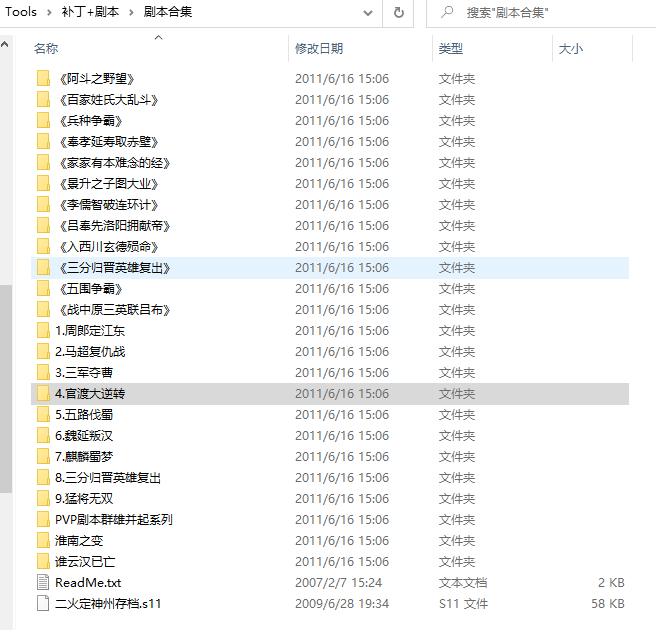 Tools > 补丁+剧本 > 剧本合集 搜索"剧本合集"
名称 修改日期 类型 大小
《阿斗之野望》 2011/6/16 15:06 文件夹
《百家姓氏大乱斗》 2011/6/16 15:06 文件夹
《兵种争霸》 2011/6/16 15:06 文件夹
《奉孝延寿取赤壁》 2011/6/16 15:06 文件夹
《家家有本难念的经》 2011/6/16 15:06 文件夹
《景升之子图大业》 2011/6/16 15:06 文件夹
《李儒智破连环计》 2011/6/16 15:06 文件夹
《吕奉先洛阳拥献帝》 2011/6/16 15:06 文件夹
《入西川玄德殒命》 2011/6/16 15:06 文件夹
《三分归晋英雄复出》 2011/6/16 15:06 文件夹
《五围争霸》 2011/6/16 15:06 文件夹
《战中原三英联吕布》 2011/6/16 15:06 文件夹
1.周郎定江东 2011/6/16 15:06 文件夹
2.马超复仇战 2011/6/16 15:06 文件夹
3.三军夺曹 2011/6/16 15:06 文件夹
4.官渡大逆转 2011/6/16 15:06 文件夹
5.五路伐蜀 2011/6/16 15:06 文件夹
6.魏延叛汉 2011/6/16 15:06 文件夹
7.麒麟蜀梦 2011/6/16 15:06 文件夹
8.三分归晋英雄复出 2011/6/16 15:06 文件夹
9.猛将无双 2011/6/16 15:06 文件夹
PVP剧本群雄并起系列 2011/6/16 15:06 文件夹
淮南之变 2011/6/16 15:06 文件夹
谁云汉已亡 2011/6/16 15:06 文件夹
ReadMe.txt 2007/2/7 15:24 文本文档 2 KB
二火定神州存档.s11 2009/6/28 19:34 S11 文件 58 KB